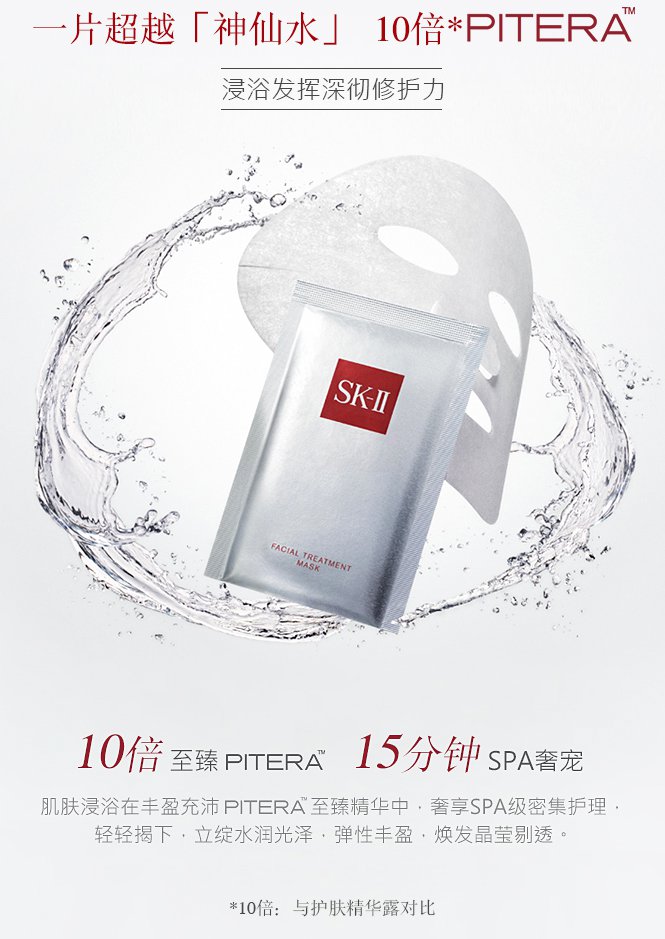 一片超越「神仙水」 10倍*PITERA™
浸浴发挥深彻修护力
SK-II
FACIAL TREATMENT
MASK
10倍 至臻 PITERA™ 15分钟 SPA奢宠
肌肤浸浴在丰盈充沛 PITERA™ 至臻精华中，奢享SPA级密集护理，
轻轻揭下，立绽水润光泽，弹性丰盈，焕发晶莹剔透。
*10倍：与护肤精华露对比